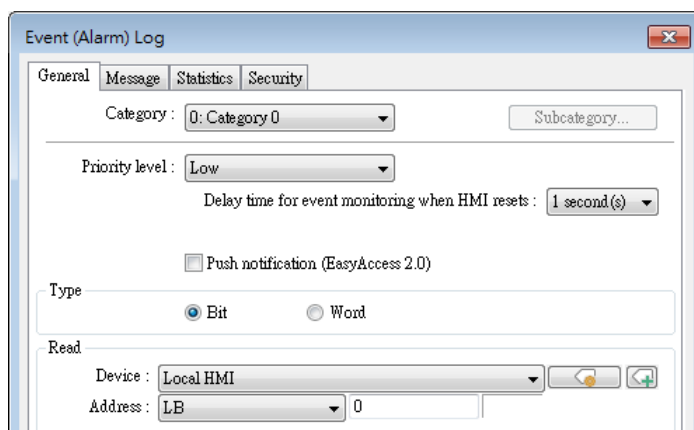 Event (Alarm) Log
General Message Statistics Security
Category : 0: Category 0 Subcategory...
Priority level : Low
Delay time for event monitoring when HMI resets : 1 second(s)
Push notification (EasyAccess 2.0)
Type
Bit Word
Read
Device : Local HMI
Address : LB 0